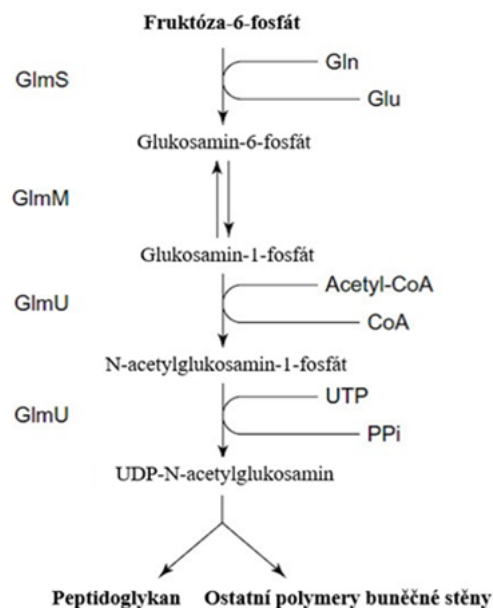 Fruktóza-6-fosfát
Gln
GlmS
Glu
Glukosamin-6-fosfát
GlmM
Glukosamin-1-fosfát
Acetyl-CoA
GlmU
CoA
N-acetylglukosamin-1-fosfát
UTP
GlmU
PPi
UDP-N-acetylglukosamin
Peptidoglykan Ostatní polymery buněčné stěny